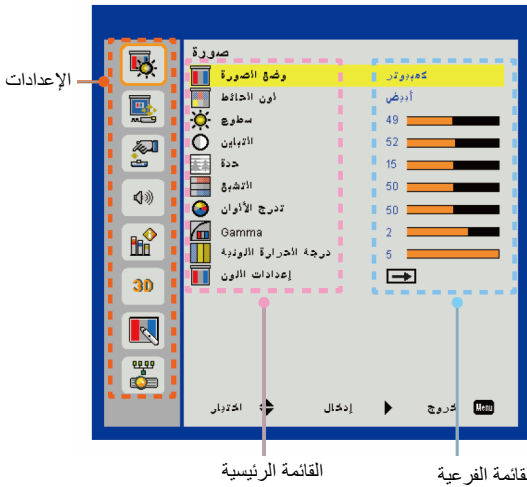 صورة
وضع الصورة كمبيوتر
لون الحائط أبيض
سطوع 49
التباين 52
حدة 15
التشبع 50
تدرج الألوان 50
Gamma 2
درجة الحرارة اللونية 5
إعدادات اللون
3D
اختيار إدخال خروج Menu
الإعدادات
القائمة الرئيسية
قائمة الفرعية